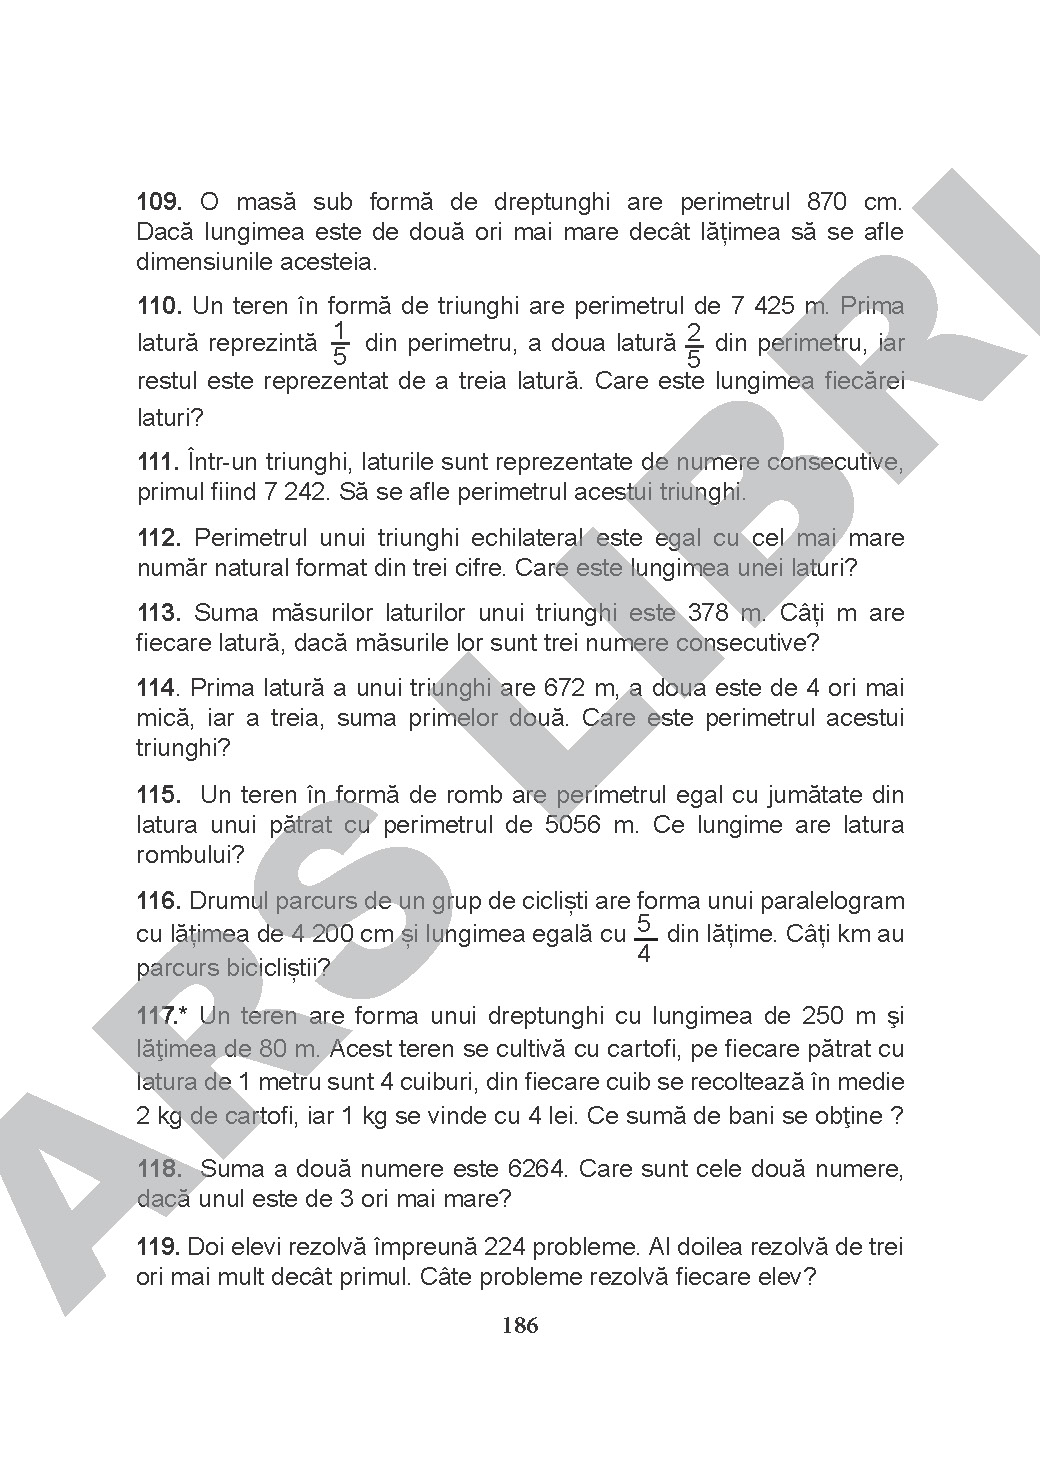 109. O masă sub formă de dreptunghi are perimetrul 870 cm.
Dacă lungimea este de două ori mai mare decât lățimea să se afle
dimensiunile acesteia.
110. Un teren în formă de triunghi are perimetrul de 7 425 m. Prima
latură reprezintă 1/5 din perimetru, a doua latură 2/5 din perimetru, iar
restul este reprezentat de a treia latură. Care este lungimea fiecărei
laturi?
111. Într-un triunghi, laturile sunt reprezentate de numere consecutive,
primul fiind 7 242. Să se afle perimetrul acestui triunghi.
112. Perimetrul unui triunghi echilateral este egal cu cel mai mare
număr natural format din trei cifre. Care este lungimea unei laturi?
113. Suma măsurilor laturilor unui triunghi este 378 m. Câți m are
fiecare latură, dacă măsurile lor sunt trei numere consecutive?
114. Prima latură a unui triunghi are 672 m, a doua este de 4 ori mai
mică, iar a treia, suma primelor două. Care este perimetrul acestui
triunghi?
115. Un teren în formă de romb are perimetrul egal cu jumătate din
latura unui pătrat cu perimetrul de 5056 m. Ce lungime are latura
rombului?
116. Drumul parcurs de un grup de cicliști are forma unui paralelogram
cu lățimea de 4 200 cm și lungimea egală cu 5/4 din lățime. Câți km au
parcurs bicicliștii?
117.* Un teren are forma unui dreptunghi cu lungimea de 250 m şi
lăţimea de 80 m. Acest teren se cultivă cu cartofi, pe fiecare pătrat cu
latura de 1 metru sunt 4 cuiburi, din fiecare cuib se recoltează în medie
2 kg de cartofi, iar 1 kg se vinde cu 4 lei. Ce sumă de bani se obţine ?
118. Suma a două numere este 6264. Care sunt cele două numere,
dacă unul este de 3 ori mai mare?
119. Doi elevi rezolvă împreună 224 probleme. Al doilea rezolvă de trei
ori mai mult decât primul. Câte probleme rezolvă fiecare elev?
186
ARS LIBRI